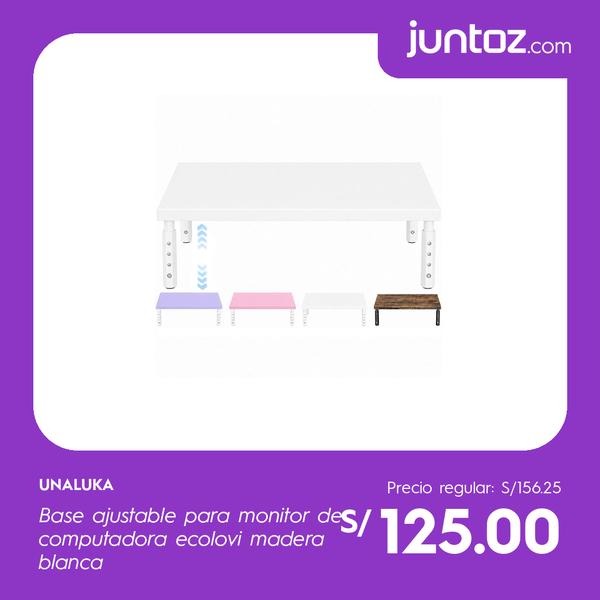 juntoz.com
UNALUKA
Base ajustable para monitor de
computadora ecolovi madera
blanca
Precio regular: S/156.25
S/ 125.00